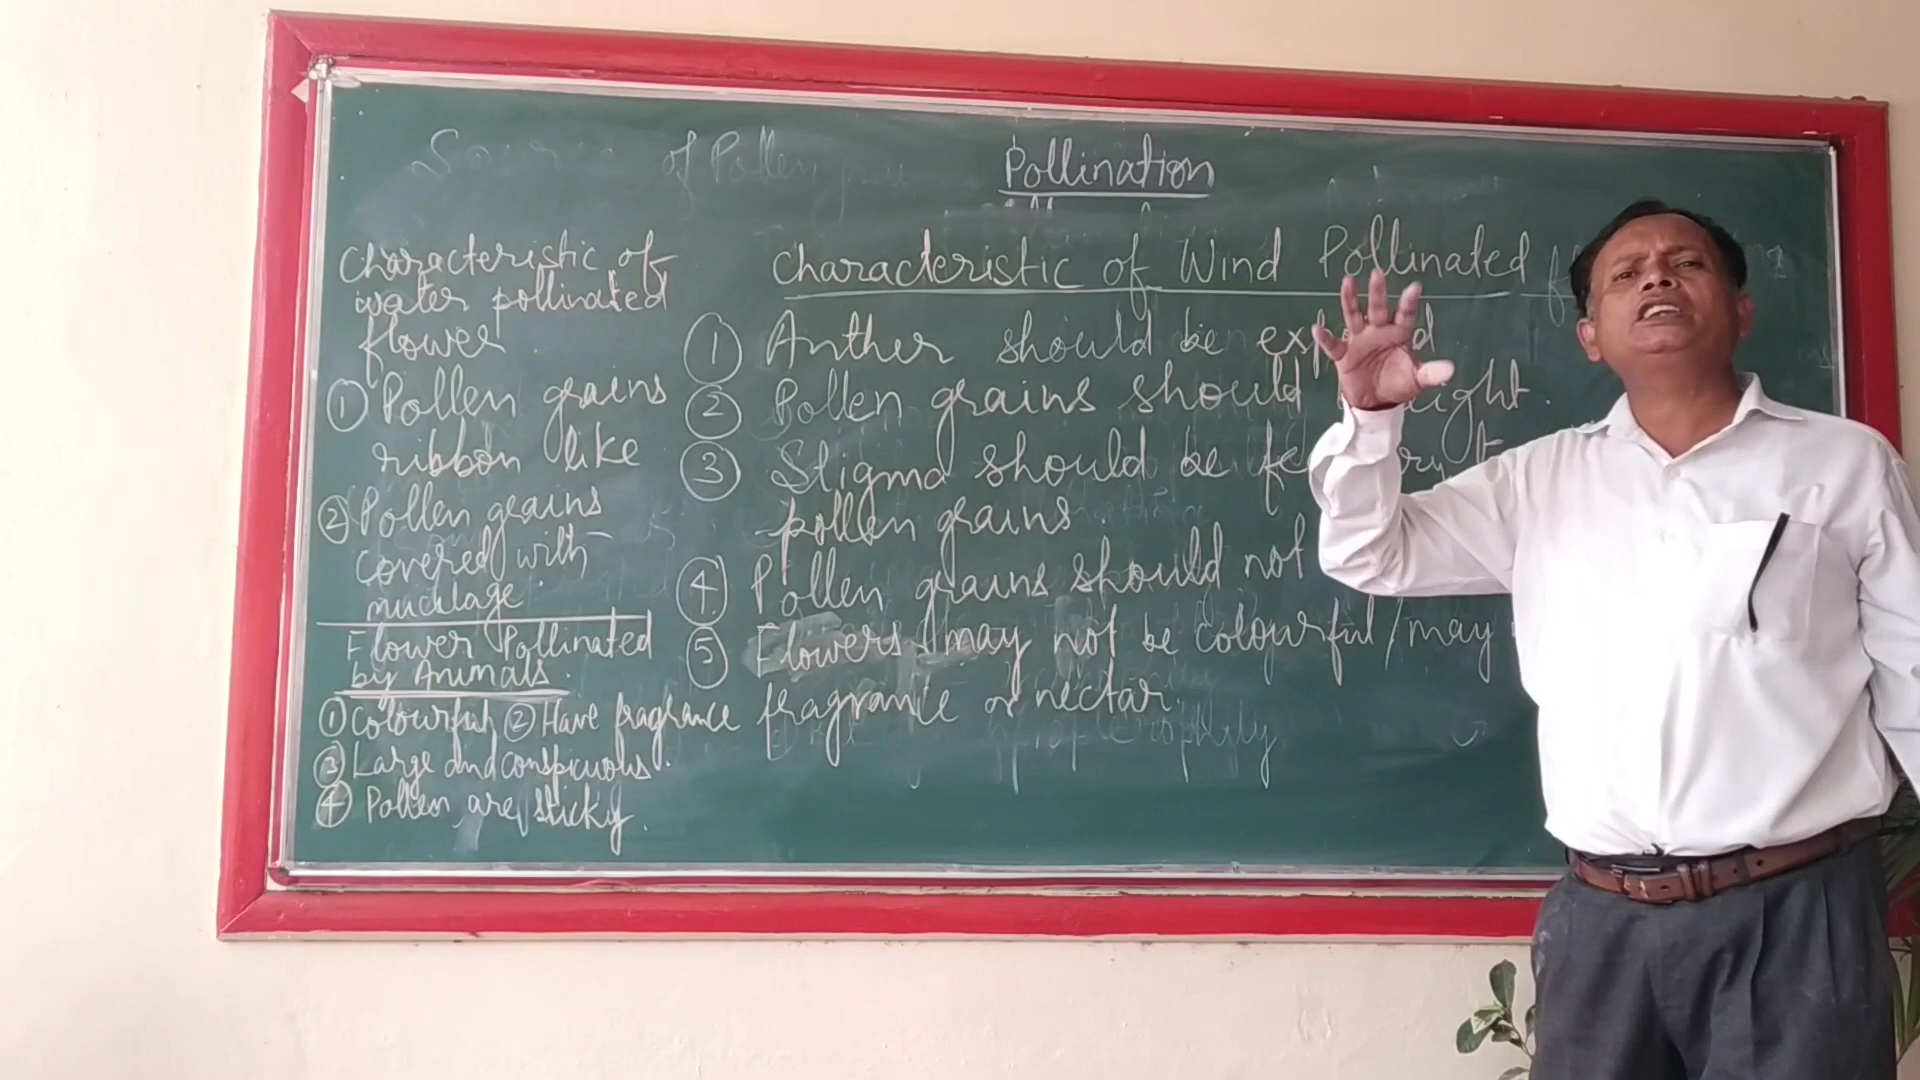 Pollination
Characteristic of
water pollinated
flower
① Pollen grains
ribbon like
② Pollen grains
covered with
mucilage.
Flower Pollinated
by Animals.
① Colourful ② Have fragrance
③ Large and conspicuous.
④ Pollen are sticky.
Characteristic of Wind Pollinated
① Anther should be
② Pollen grains should
③ Stigma should be
pollen grains.
④ Pollen grains should not
⑤ Flowers may not be colourful/may
fragrance or nectar.
of Pollen